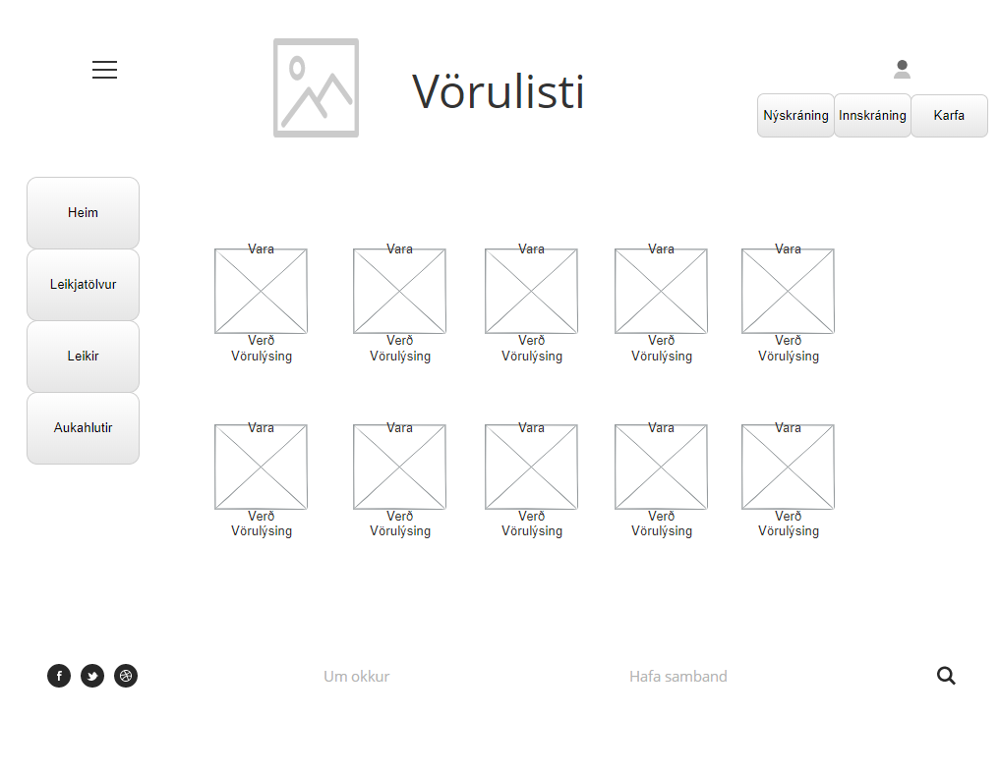 Vörulisti
Nýskráning Innskráning Karfa
Heim
Leikjatölvur
Leikir
Aukahlutir
Vara Vara Vara Vara Vara
Verð Verð Verð Verð Verð
Vörulýsing Vörulýsing Vörulýsing Vörulýsing Vörulýsing
Vara Vara Vara Vara Vara
Verð Verð Verð Verð Verð
Vörulýsing Vörulýsing Vörulýsing Vörulýsing Vörulýsing
Um okkur Hafa samband